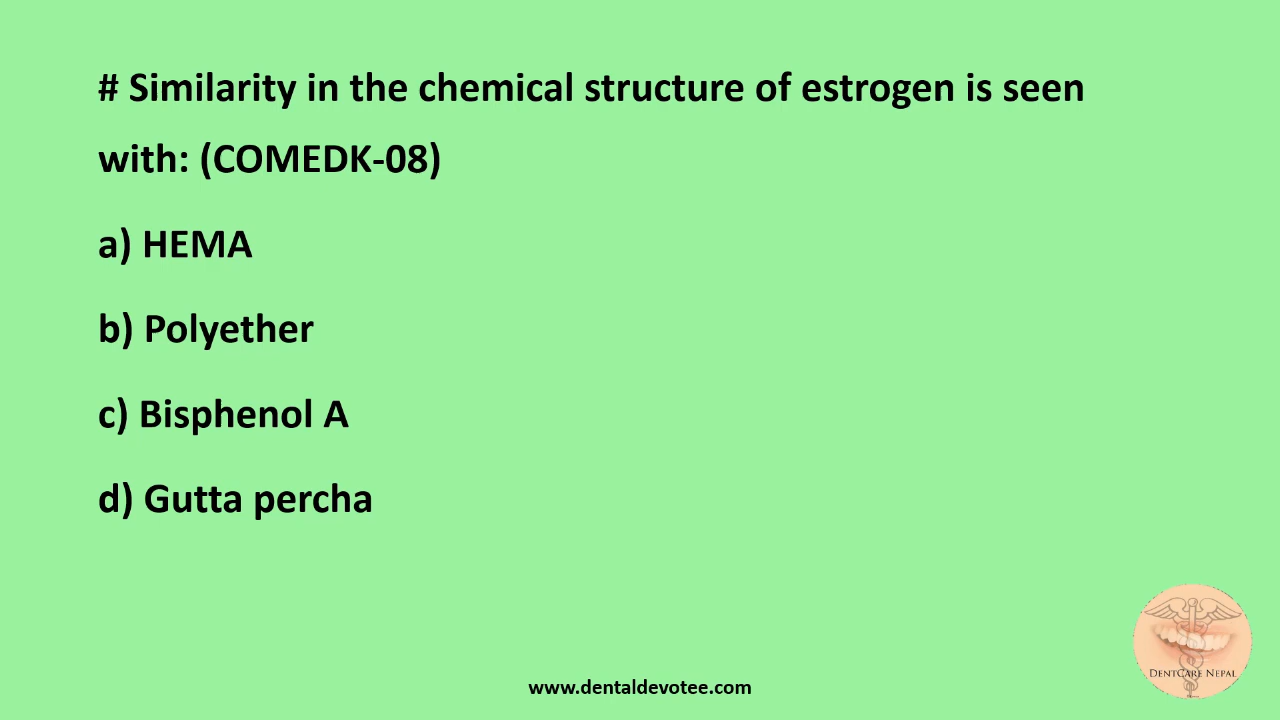 # Similarity in the chemical structure of estrogen is seen
with: (COMEDK-08)
a) HEMA
b) Polyether
c) Bisphenol A
d) Gutta percha
DENTCARE NEPAL
www.dentaldevotee.com